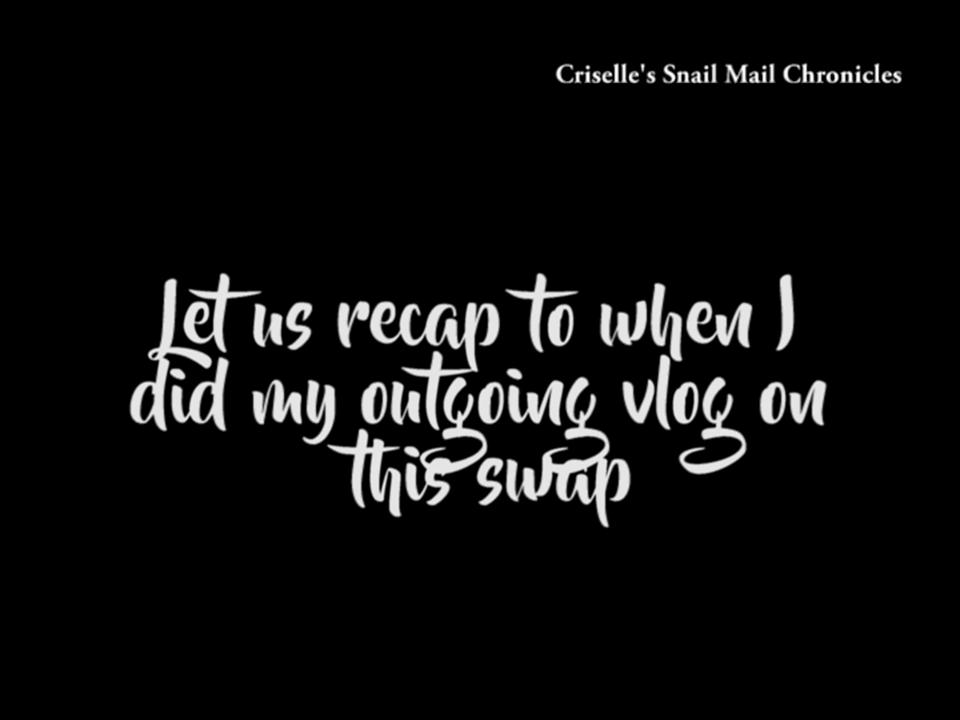 Criselle's Snail Mail Chronicles
Let us recap to when I
did my outgoing vlog on
this swap